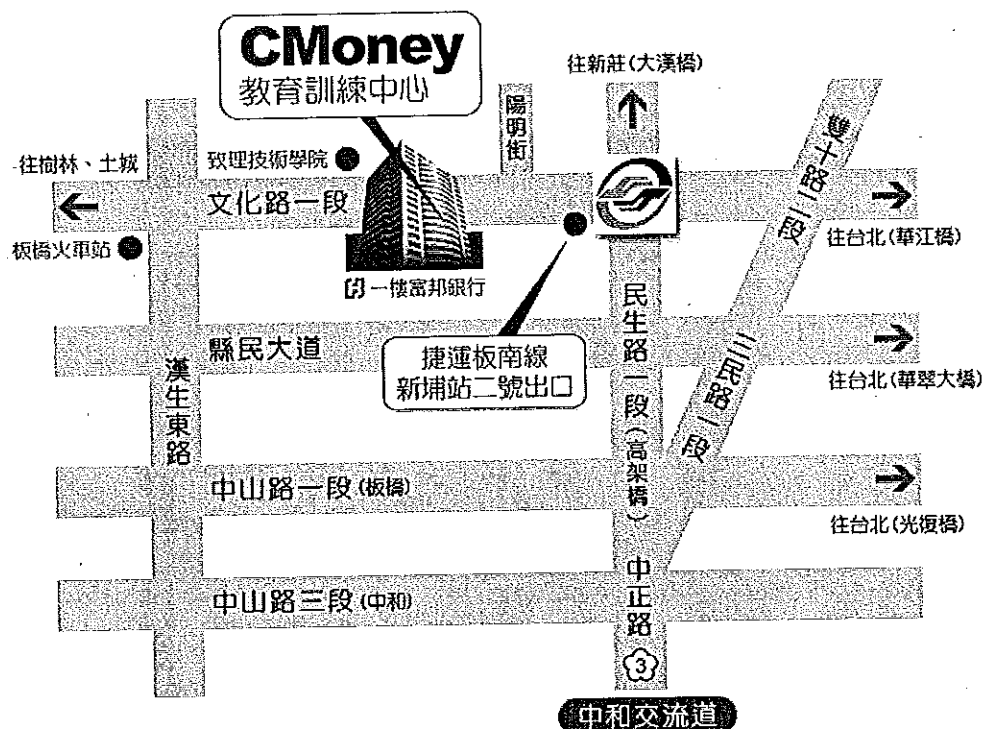 CMoney
教育訓練中心
往新莊(大漢橋)
陽明街
雙十路二段
往樹林、土城
致理技術學院
文化路一段
板橋火車站
往台北(華江橋)
一樓富邦銀行
民生路一段(高架橋)
縣民大道
捷運板南線
新埔站二號出口
三民路一段
往台北(華翠大橋)
漢生東路
中山路一段(板橋)
往台北(光復橋)
中山路三段(中和)
中正路
3
中和交流道